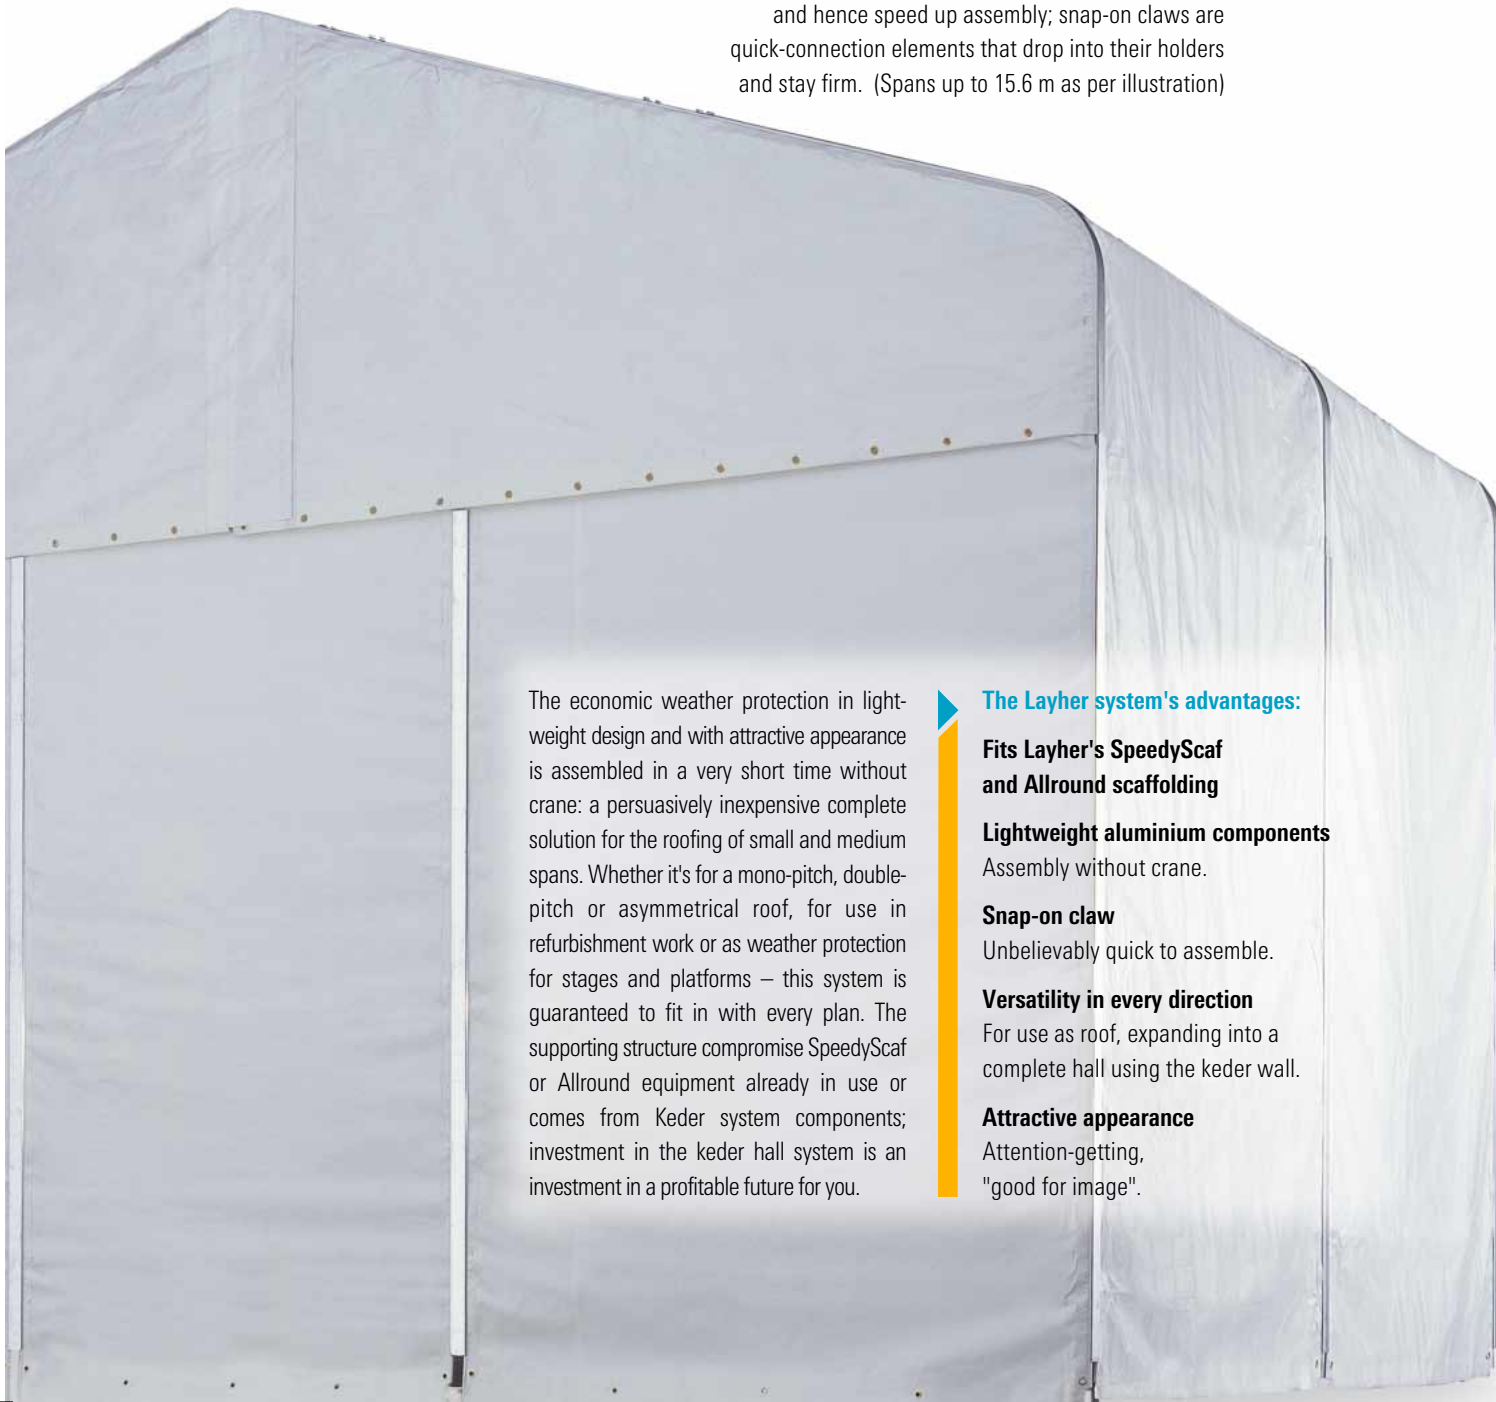 and hence speed up assembly; snap-on claws are
quick-connection elements that drop into their holders
and stay firm. (Spans up to 15.6 m as per illustration)
The economic weather protection in light-
weight design and with attractive appearance
is assembled in a very short time without
crane: a persuasively inexpensive complete
solution for the roofing of small and medium
spans. Whether it's for a mono-pitch, double-
pitch or asymmetrical roof, for use in
refurbishment work or as weather protection
for stages and platforms – this system is
guaranteed to fit in with every plan. The
supporting structure compromise SpeedyScaf
or Allround equipment already in use or
comes from Keder system components;
investment in the keder hall system is an
investment in a profitable future for you.
The Layher system's advantages:
Fits Layher's SpeedyScaf
and Allround scaffolding
Lightweight aluminium components
Assembly without crane.
Snap-on claw
Unbelievably quick to assemble.
Versatility in every direction
For use as roof, expanding into a
complete hall using the keder wall.
Attractive appearance
Attention-getting,
"good for image".